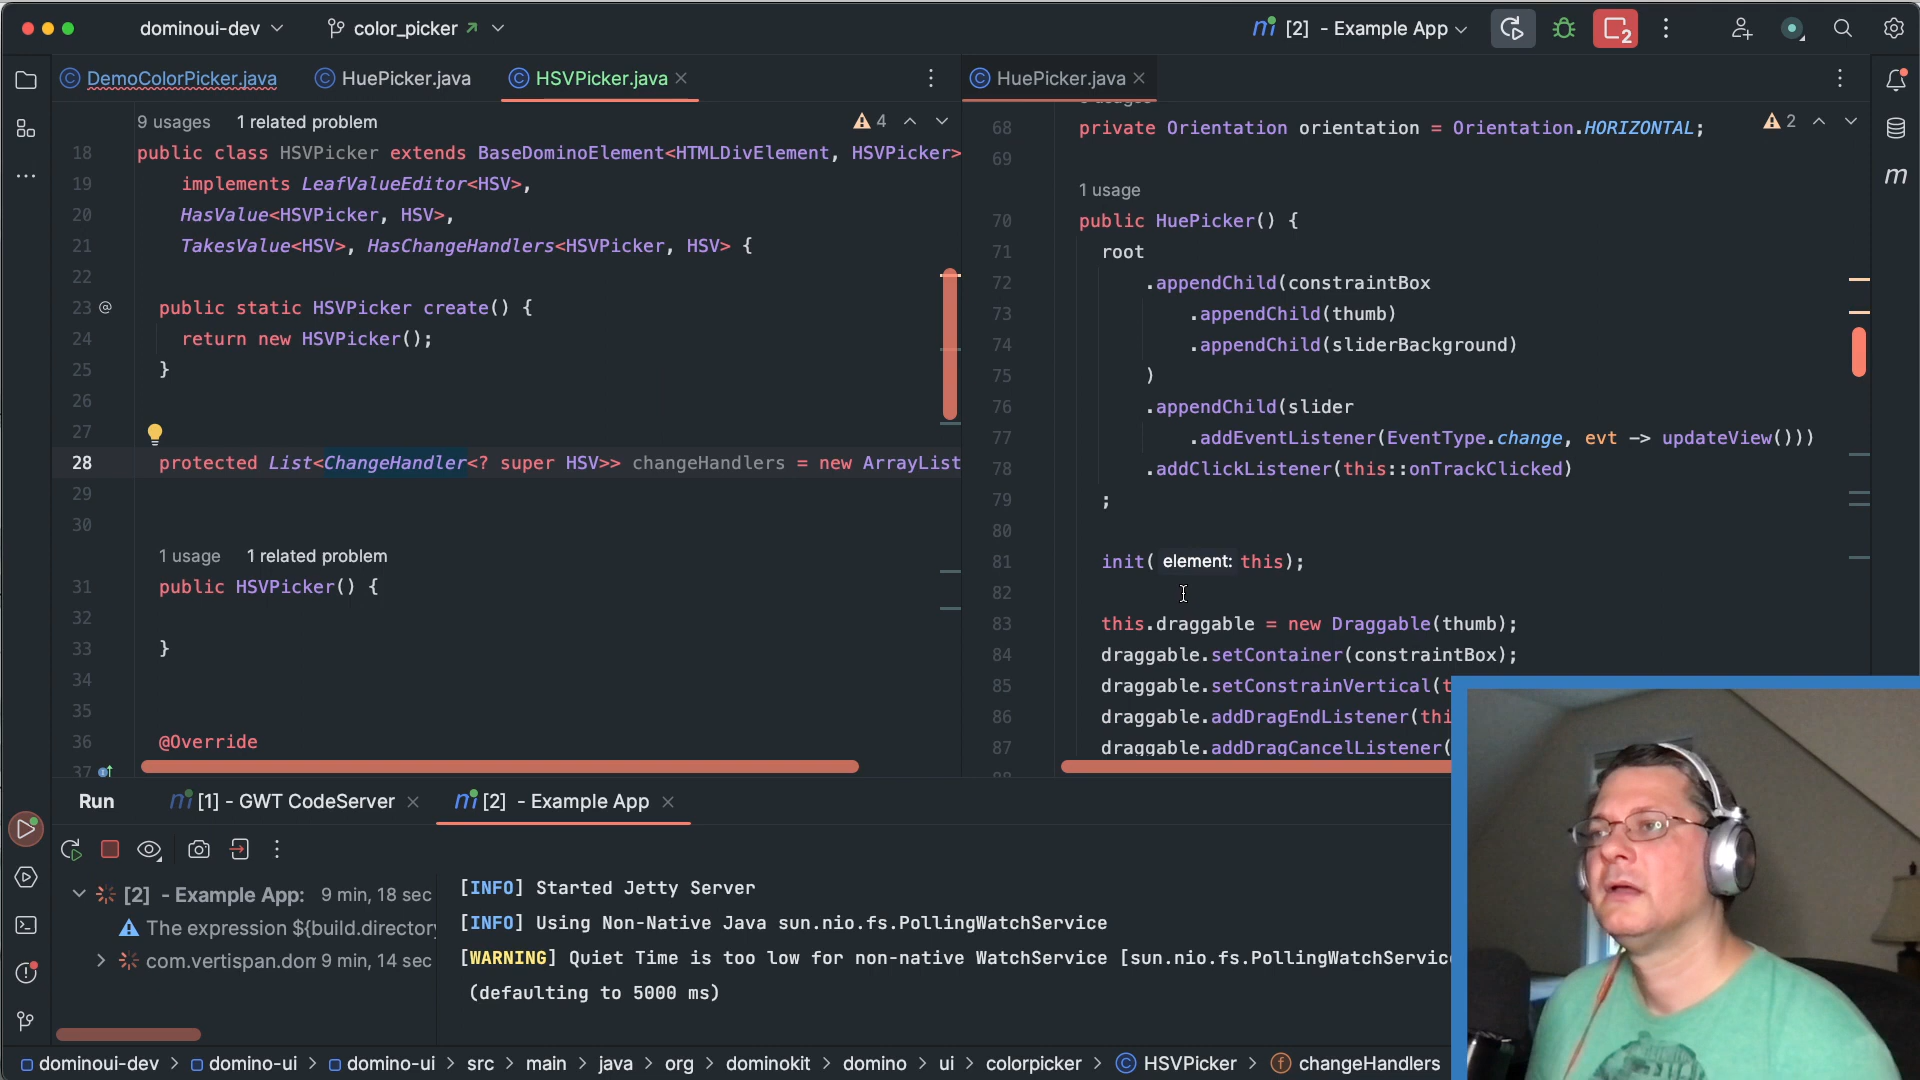 dominoui-dev
color_picker
[2] - Example App
2
DemoColorPicker.java
HuePicker.java
HSVPicker.java
HuePicker.java
9 usages 1 related problem
4
18 public class HSVPicker extends BaseDominoElement<HTMLDivElement, HSVPicker>
19 implements LeafValueEditor<HSV>,
20 HasValue<HSVPicker, HSV>,
21 TakesValue<HSV>, HasChangeHandlers<HSVPicker, HSV> {
22
23 @ public static HSVPicker create() {
24 return new HSVPicker();
25 }
26
27
28 protected List<ChangeHandler<? super HSV>> changeHandlers = new ArrayList
29
30
1 usage 1 related problem
31 public HSVPicker() {
32
33 }
34
35
36 @Override
37
2
68 private Orientation orientation = Orientation.HORIZONTAL;
69
1 usage
70 public HuePicker() {
71 root
72 .appendChild(constraintBox
73 .appendChild(thumb)
74 .appendChild(sliderBackground)
75 )
76 .appendChild(slider
77 .addEventListener(EventType.change, evt -> updateView()))
78 .addClickListener(this::onTrackClicked)
79 ;
80
81 init( element: this);
82
83 this.draggable = new Draggable(thumb);
84 draggable.setContainer(constraintBox);
85 draggable.setConstrainVertical(t
86 draggable.addDragEndListener(thi
87 draggable.addDragCancelListener(
m
Run
[1] - GWT CodeServer
[2] - Example App
[2] - Example App: 9 min, 18 sec
The expression ${build.directory
com.vertispan.dom 9 min, 14 sec
[INFO] Started Jetty Server
[INFO] Using Non-Native Java sun.nio.fs.PollingWatchService
[WARNING] Quiet Time is too low for non-native WatchService [sun.nio.fs.PollingWatchService
(defaulting to 5000 ms)
dominoui-dev > domino-ui > domino-ui > src > main > java > org > dominokit > domino > ui > colorpicker > HSVPicker > changeHandlers